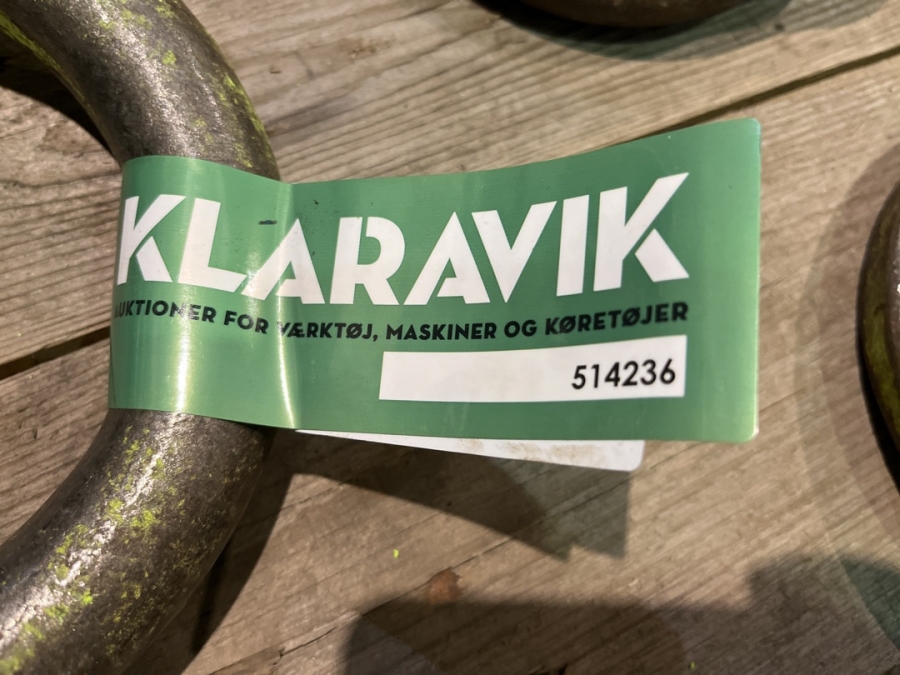 KLARAVIK
AUKTIONER FOR VÆRKTØJ, MASKINER OG KØRETØJER
514236